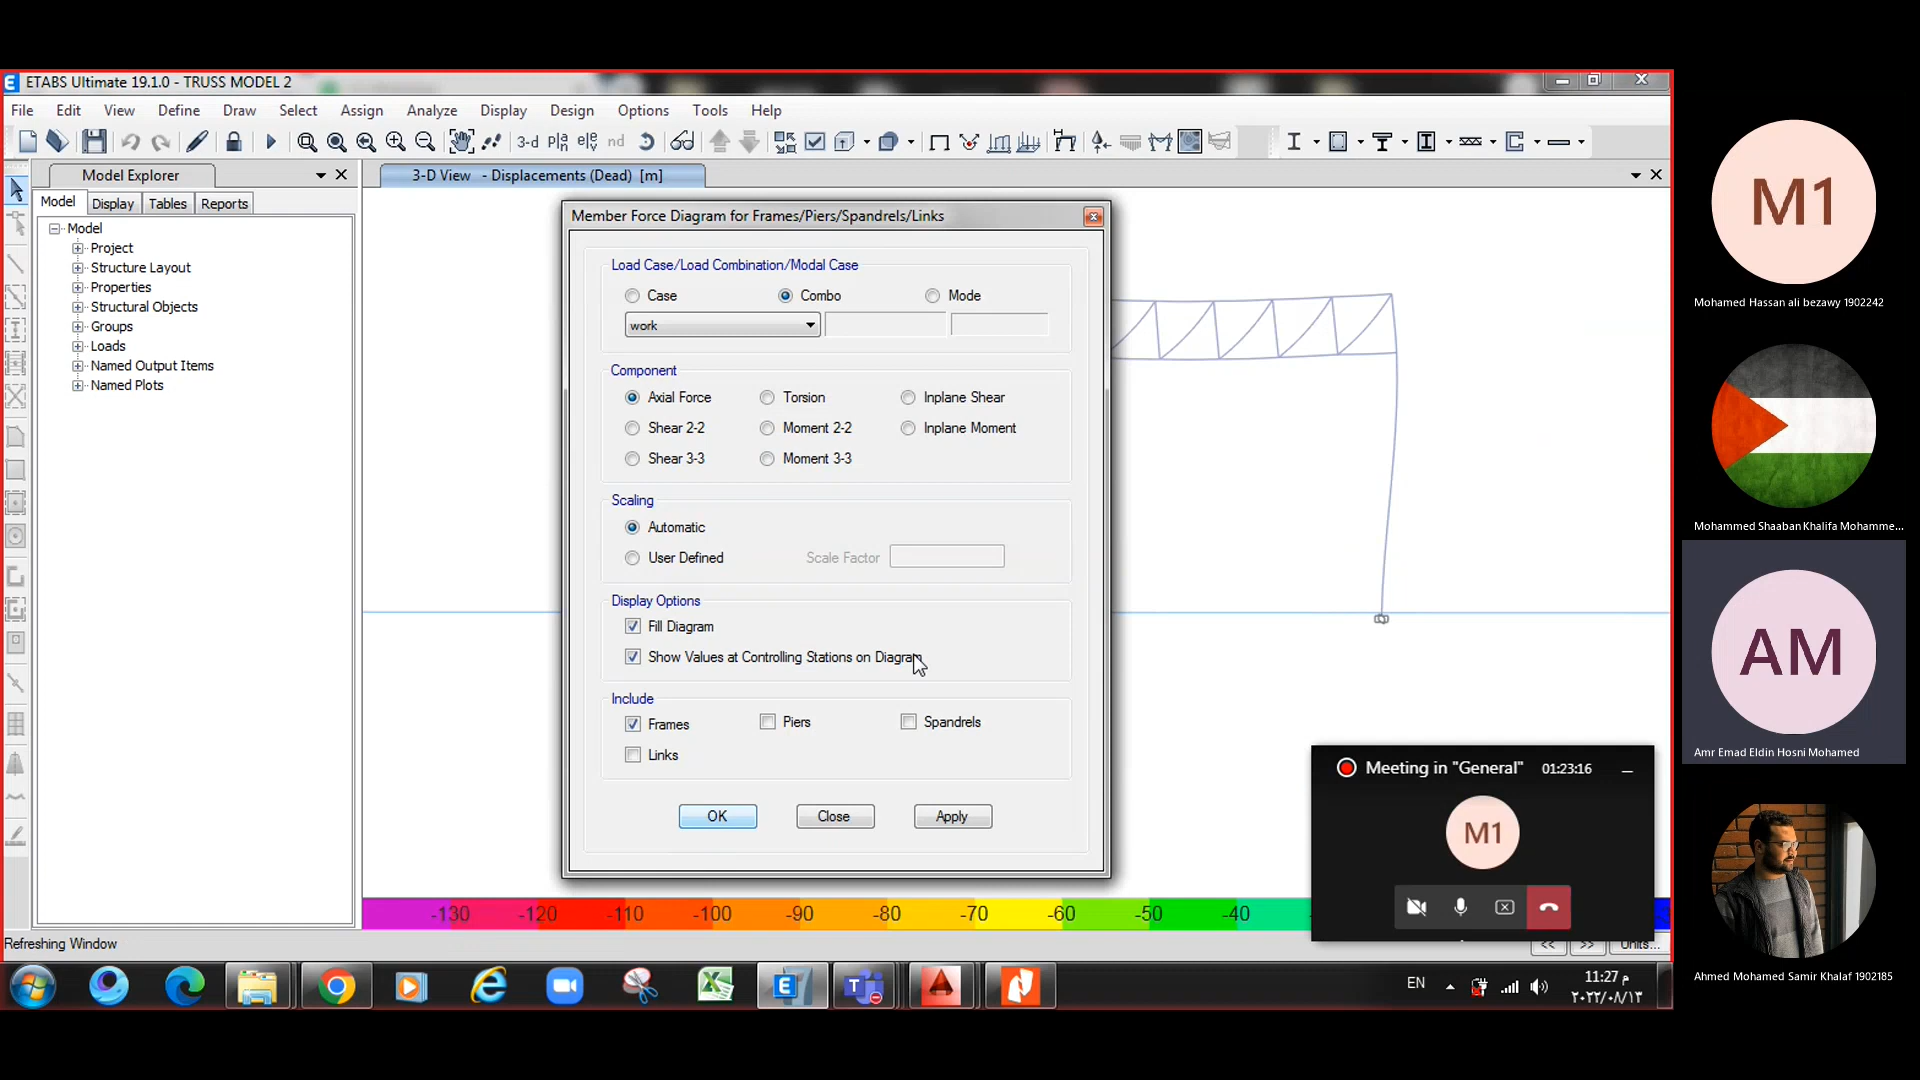 ETABS Ultimate 19.1.0 - TRUSS MODEL 2
File Edit View Define Draw Select Assign Analyze Display Design Options Tools Help
3-d pla ele nd
Model Explorer
3-D View - Displacements (Dead) [m]
Model Display Tables Reports
Model
Project
Structure Layout
Properties
Structural Objects
Groups
Loads
Named Output Items
Named Plots
Member Force Diagram for Frames/Piers/Spandrels/Links
Load Case/Load Combination/Modal Case
Case Combo Mode
work
Component
Axial Force Torsion Inplane Shear
Shear 2-2 Moment 2-2 Inplane Moment
Shear 3-3 Moment 3-3
Scaling
Automatic
User Defined Scale Factor
Display Options
Fill Diagram
Show Values at Controlling Stations on Diagram
Include
Frames Piers Spandrels
Links
OK Close Apply
-130 -120 -110 -100 -90 -80 -70 -60 -50 -40
Refreshing Window
<< >> Units...
Meeting in "General" 01:23:16
M1
EN
11:27 م
٢٠٢٢/٠٨/١٣
M1
Mohamed Hassan ali bezawy 1902242
Mohammed Shaaban Khalifa Mohamme...
AM
Amr Emad Eldin Hosni Mohamed
Ahmed Mohamed Samir Khalaf 1902185